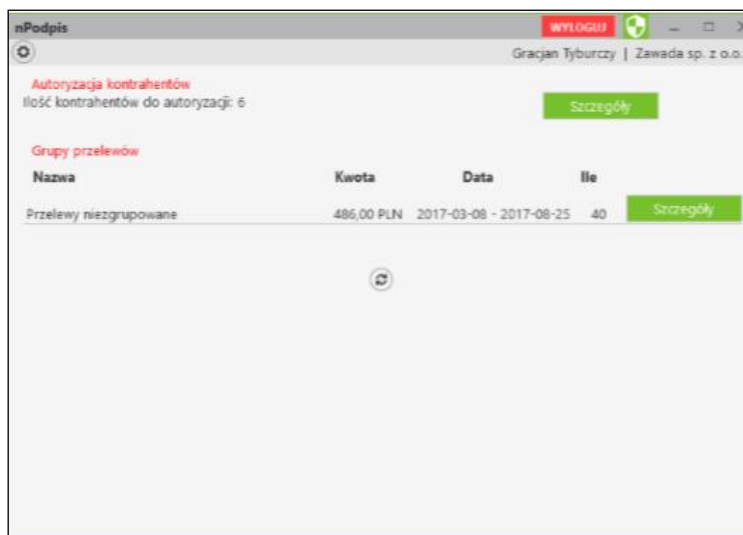 nPodpis WYLOGUJ
Gracjan Tyburczy | Zawada sp. z o.o.
Autoryzacja kontrahentów
Ilość kontrahentów do autoryzacji: 6 Szczegóły
Grupy przelewów
Nazwa Kwota Data Ile
Przelewy niezgrupowane 486,00 PLN 2017-03-08 - 2017-08-25 40 Szczegóły